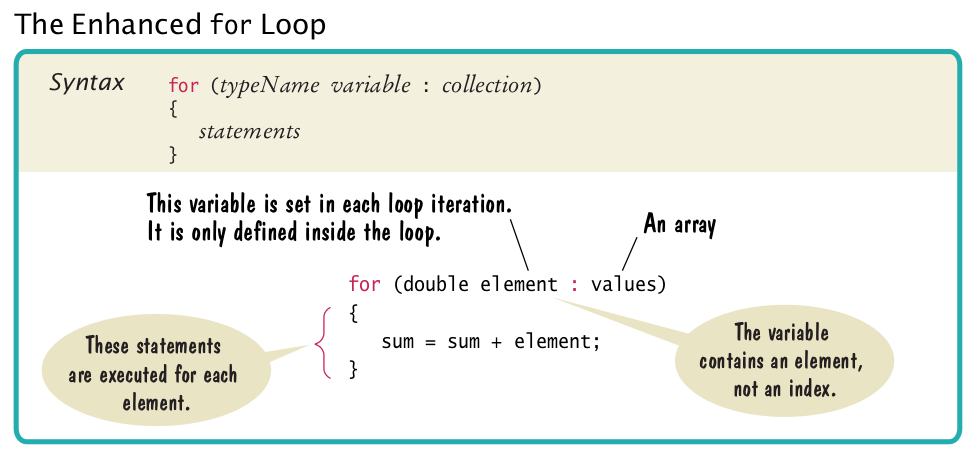 The Enhanced for Loop
Syntax
for (typeName variable : collection)
{
statements
}
This variable is set in each loop iteration.
It is only defined inside the loop.
An array
for (double element : values)
{
sum = sum + element;
}
These statements
are executed for each
element.
The variable
contains an element,
not an index.